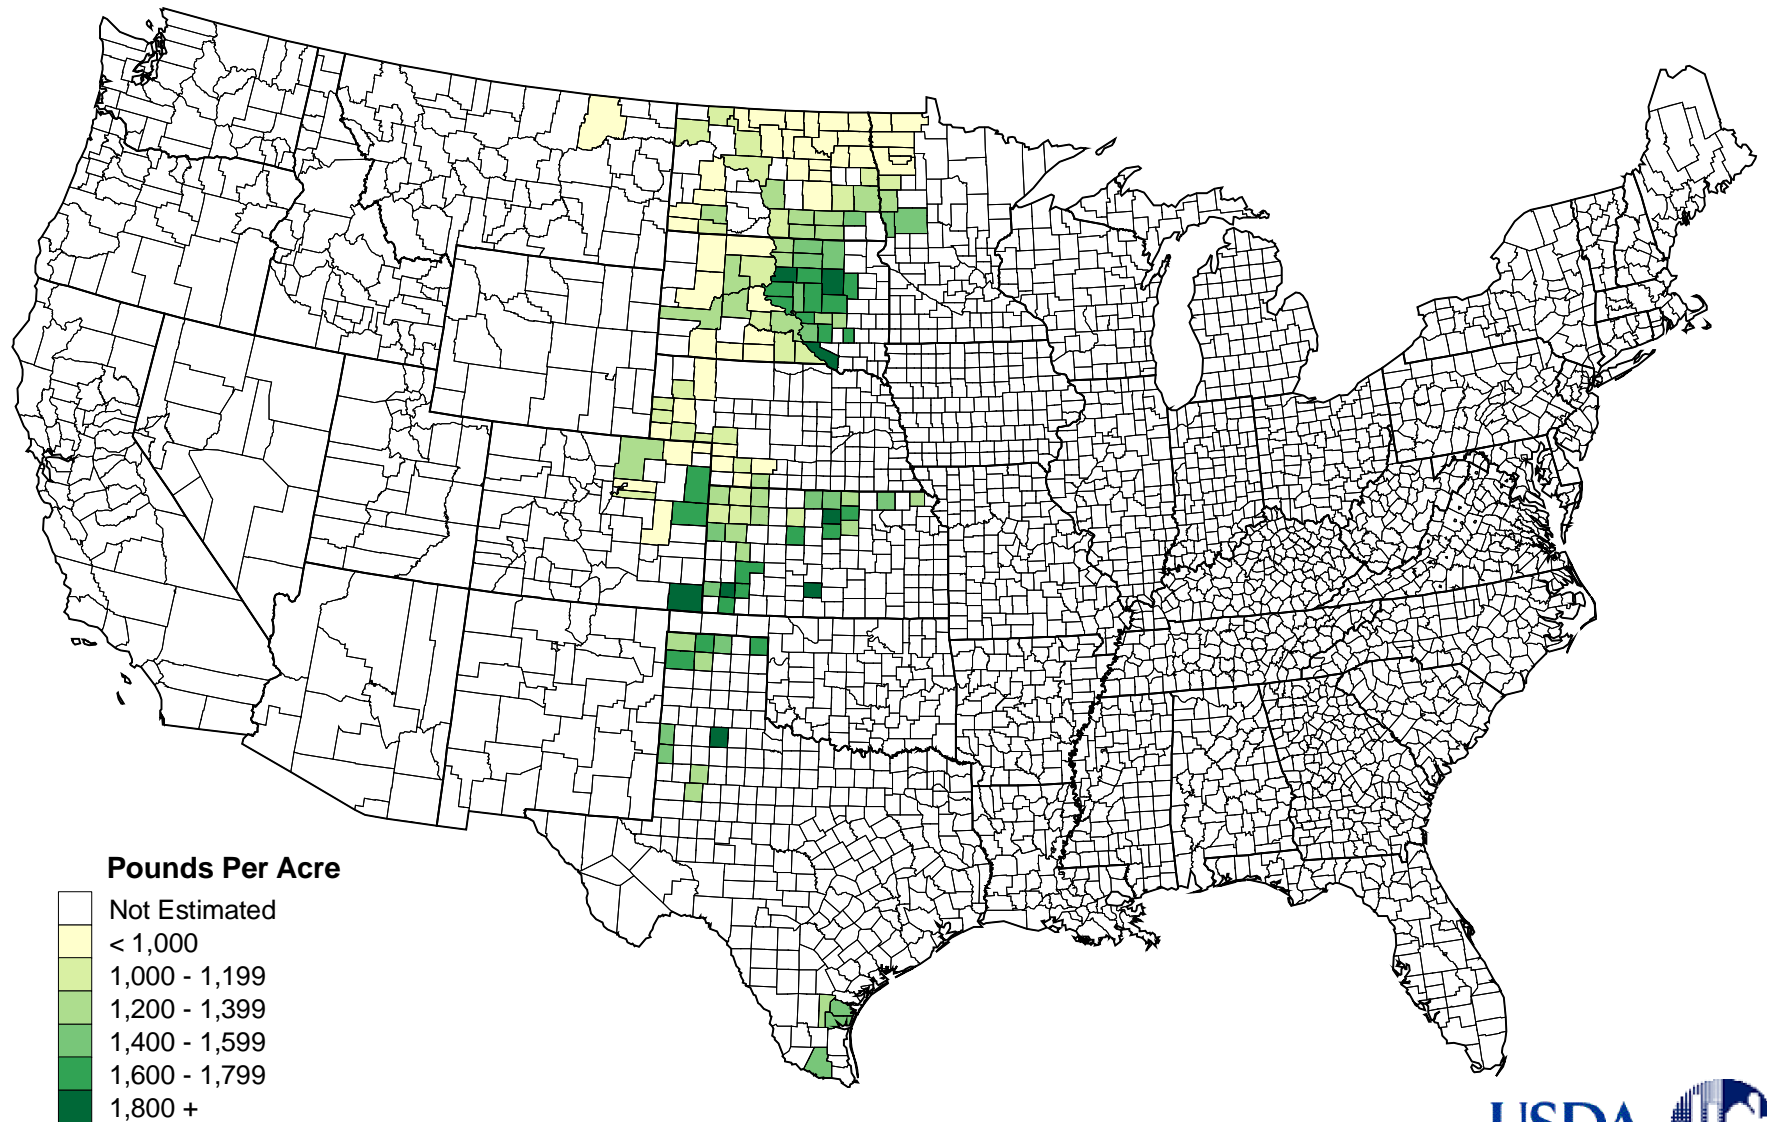 Pounds Per Acre
Not Estimated
< 1,000
1,000 - 1,199
1,200 - 1,399
1,400 - 1,599
1,600 - 1,799
1,800 +
USDA